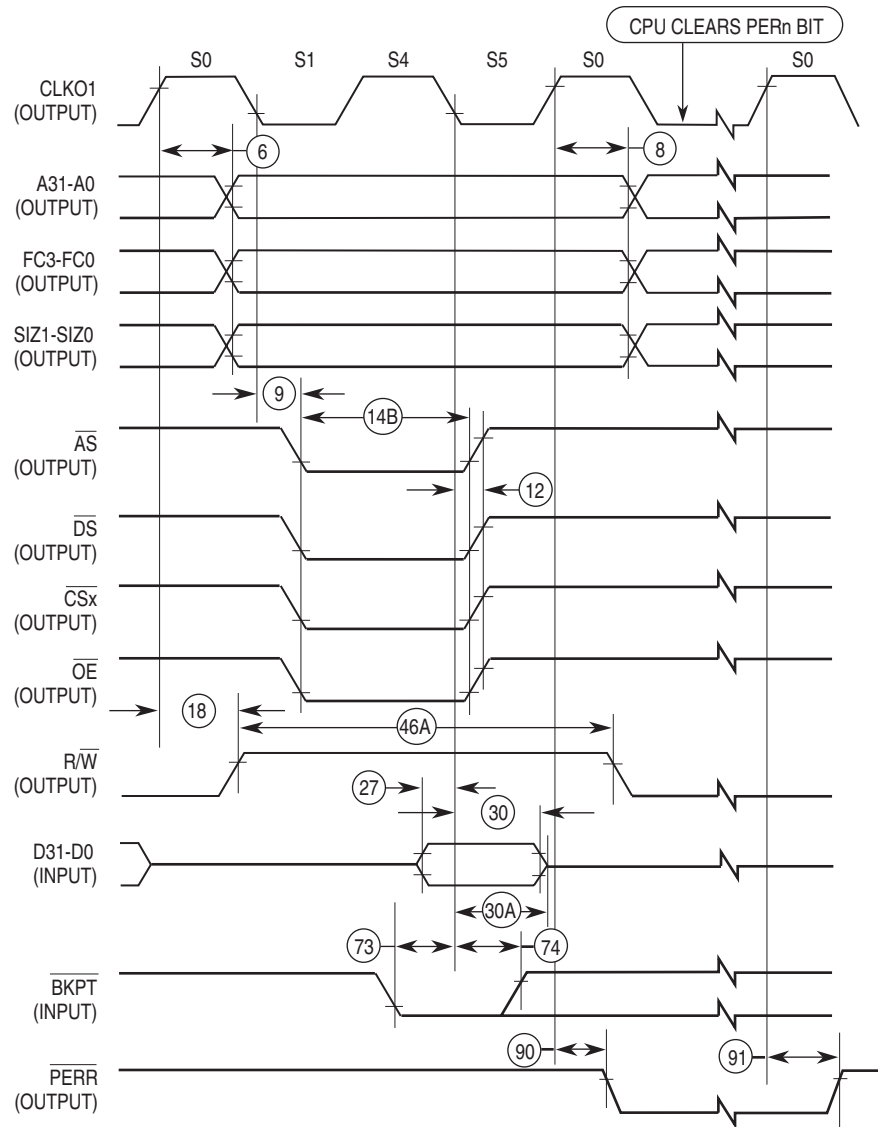 CPU CLEARS PERn BIT
S0 S1 S4 S5 S0 S0
CLKO1
(OUTPUT)
6
8
A31-A0
(OUTPUT)
FC3-FC0
(OUTPUT)
SIZ1-SIZ0
(OUTPUT)
9
14B
AS
(OUTPUT)
12
DS
(OUTPUT)
CSx
(OUTPUT)
OE
(OUTPUT)
18
46A
R/W
(OUTPUT)
27
30
D31-D0
(INPUT)
30A
73
74
BKPT
(INPUT)
90
91
PERR
(OUTPUT)